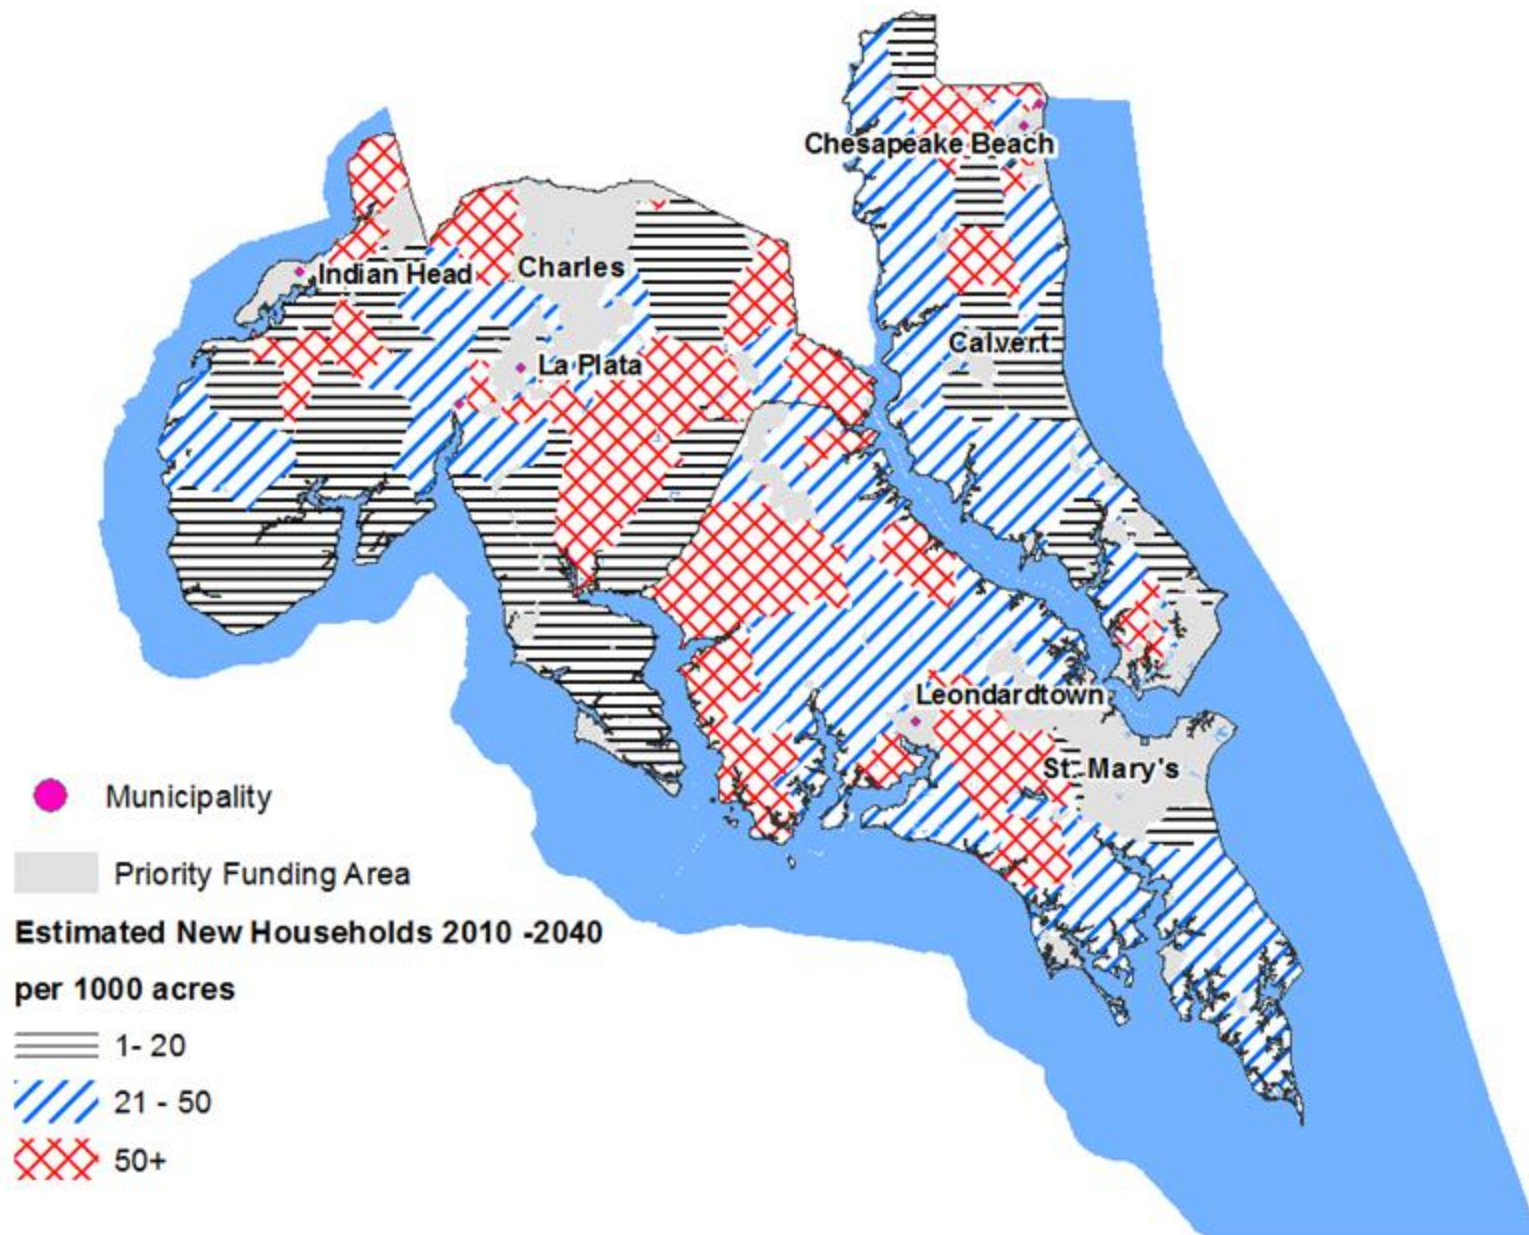 Chesapeake Beach
Indian Head
Charles
La Plata
Calvert
Leondardtown
St. Mary's
Municipality
Priority Funding Area
Estimated New Households 2010 -2040
per 1000 acres
1- 20
21 - 50
50+